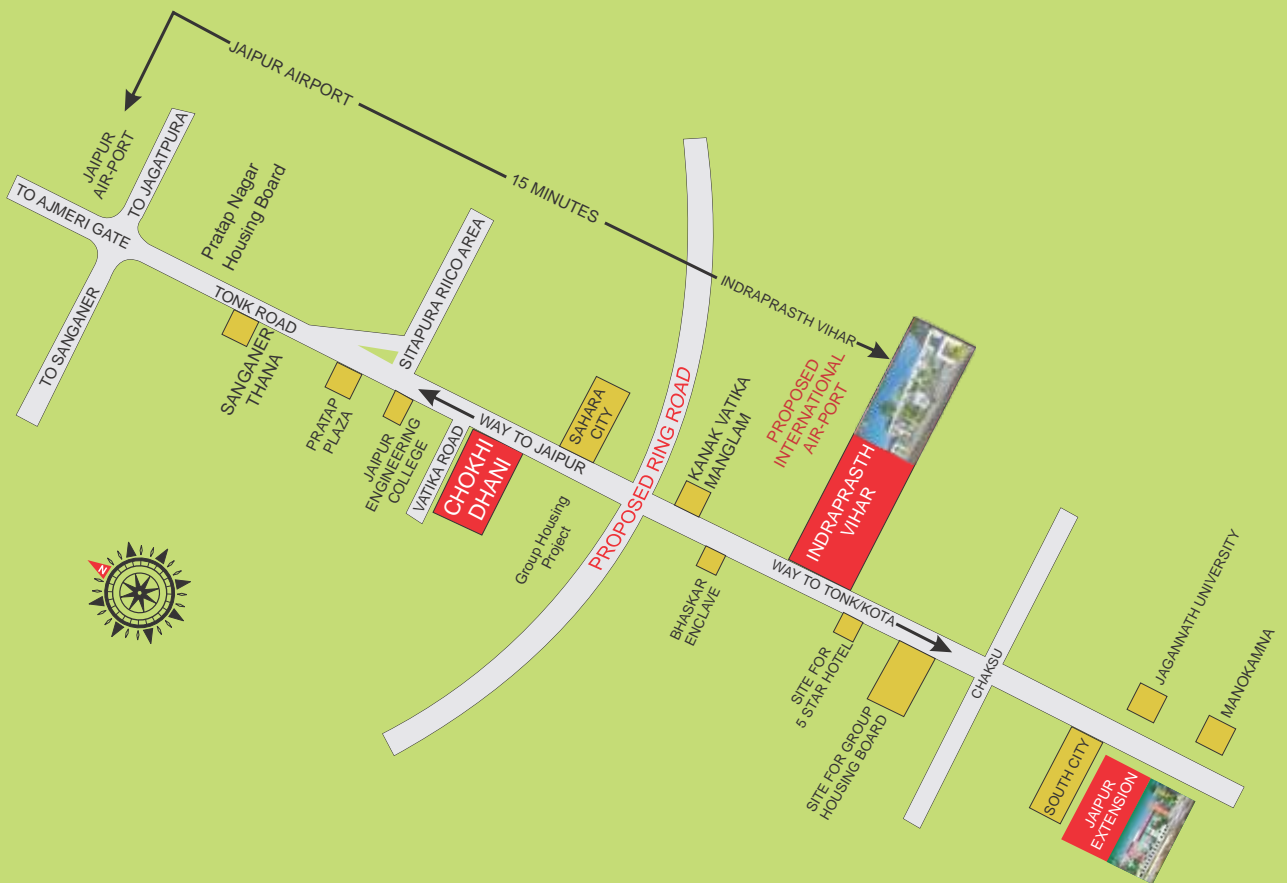 JAIPUR AIRPORT
15 MINUTES
INDRAPRASTH VIHAR
JAIPUR
AIR-PORT
TO JAGATPURA
TO AJMERI GATE
TO SANGANER
Pratap Nagar
Housing Board
TONK ROAD
SANGANER
THANA
SITAPURA RIICO AREA
PRATAP
PLAZA
JAIPUR
ENGINEERING
COLLEGE
VATIKA ROAD
CHOKHI
DHANI
WAY TO JAIPUR
SAHARA
CITY
Group Housing
Project
PROPOSED RING ROAD
KANAK VATIKA
MANGLAM
BHASKAR
ENCLAVE
PROPOSED
INTERNATIONAL
AIR-PORT
INDRAPRASTH
VIHAR
WAY TO TONK/KOTA
SITE FOR
5 STAR HOTEL
SITE FOR GROUP
HOUSING BOARD
CHAKSU
JAGANNATH UNIVERSITY
MANOKAMNA
SOUTH CITY
JAIPUR
EXTENSION
N